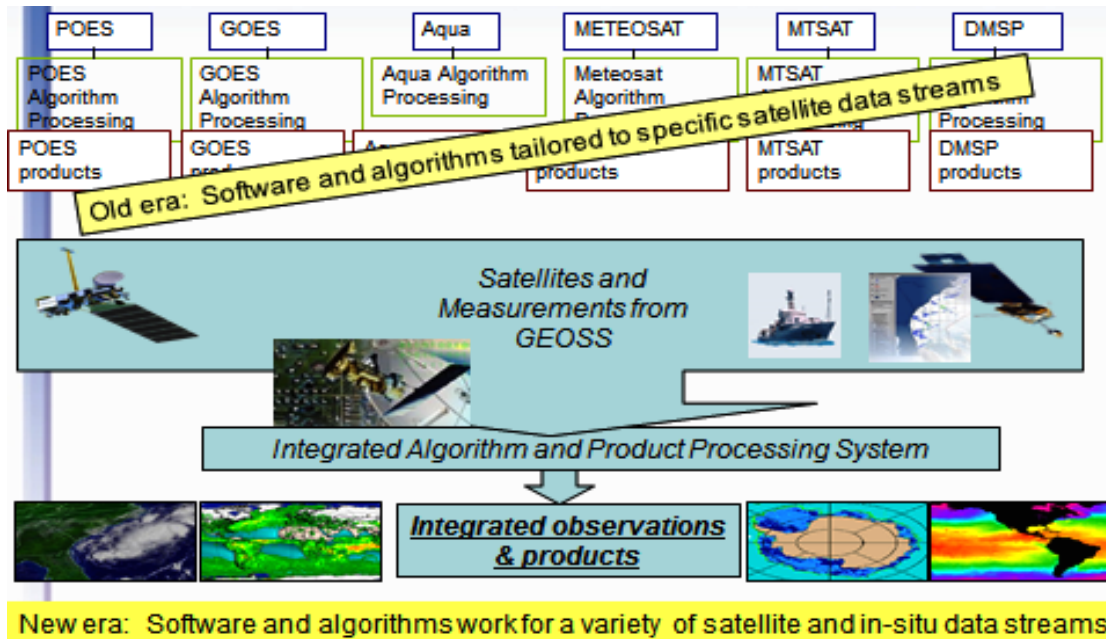 POES
GOES
Aqua
METEOSAT
MTSAT
DMSP
POES
Algorithm
Processing
GOES
Algorithm
Processing
Aqua Algorithm
Processing
Meteosat
Algorithm
MTSAT
Processing
POES
products
GOES
products
MTSAT
products
DMSP
products
Old era: Software and algorithms tailored to specific satellite data streams
Satellites and
Measurements from
GEOSS
Integrated Algorithm and Product Processing System
Integrated observations
& products
New era: Software and algorithms work for a variety of satellite and in-situ data streams